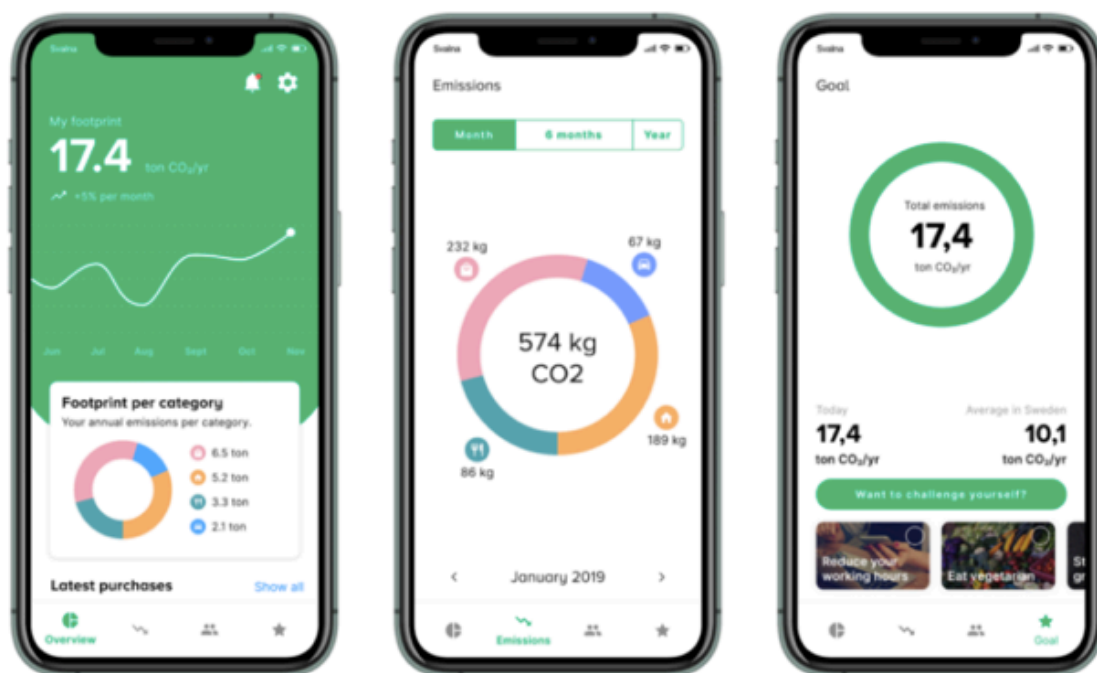 Svalna
My footprint
17.4 ton CO₂/yr
+5% per month
Jun Jul Aug Sept Oct Nov
Footprint per category
Your annual emissions per category.
6.5 ton
5.2 ton
3.3 ton
2.1 ton
Latest purchases Show all
Overview
Svalna
Emissions
Month 6 months Year
232 kg
67 kg
574 kg
CO2
189 kg
86 kg
< January 2019 >
Emissions
Svalna
Goal
Total emissions
17,4
ton CO₂/yr
Today Average in Sweden
17,4 10,1
ton CO₂/yr ton CO₂/yr
Want to challenge yourself?
Reduce your
working hours
Eat vegetarian
Goal